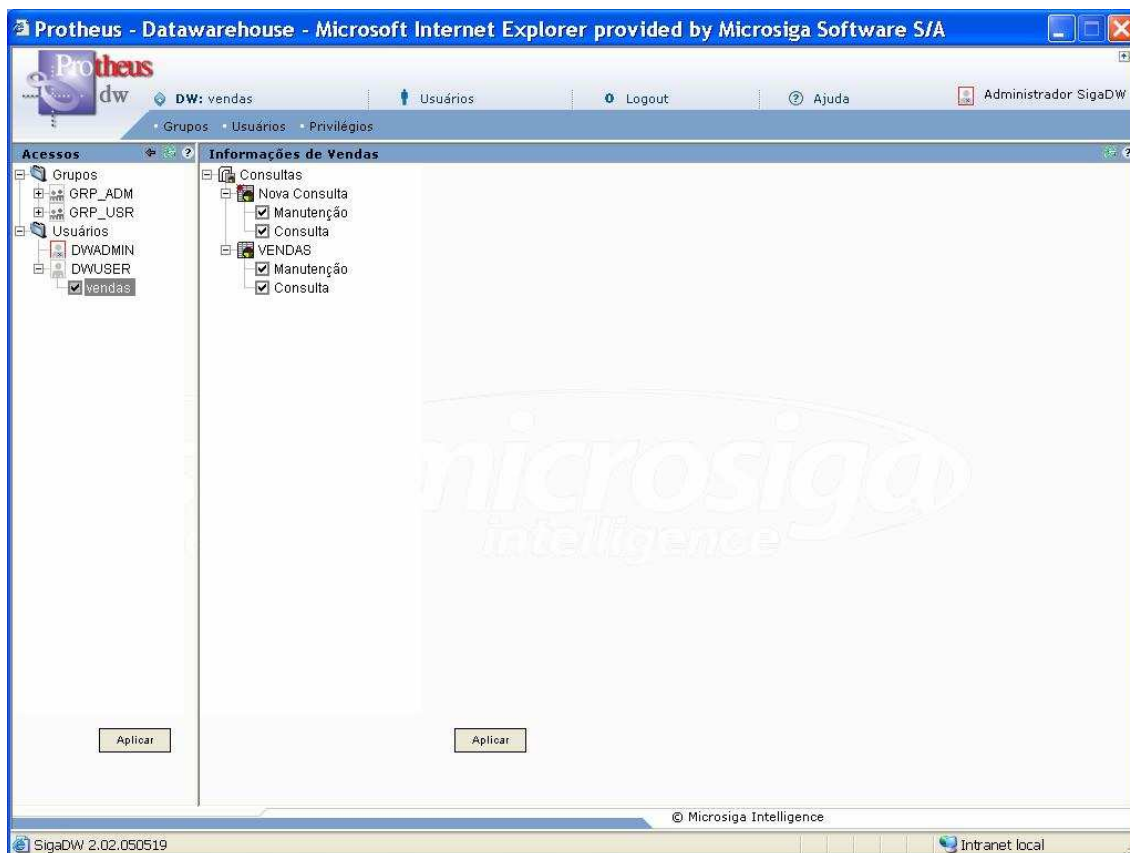 Protheus - Datawarehouse - Microsoft Internet Explorer provided by Microsiga Software S/A
Protheus
dw
DW: vendas
Usuários
Logout
Ajuda
Administrador SigaDW
Grupos Usuários Privilégios
Acessos
Grupos
GRP_ADM
GRP_USR
Usuários
DWADMIN
DWUSER
vendas
Aplicar
Informações de Vendas
Consultas
Nova Consulta
Manutenção
Consulta
VENDAS
Manutenção
Consulta
microsiga
intelligence
Aplicar
© Microsiga Intelligence
SigaDW 2.02.050519
Intranet local